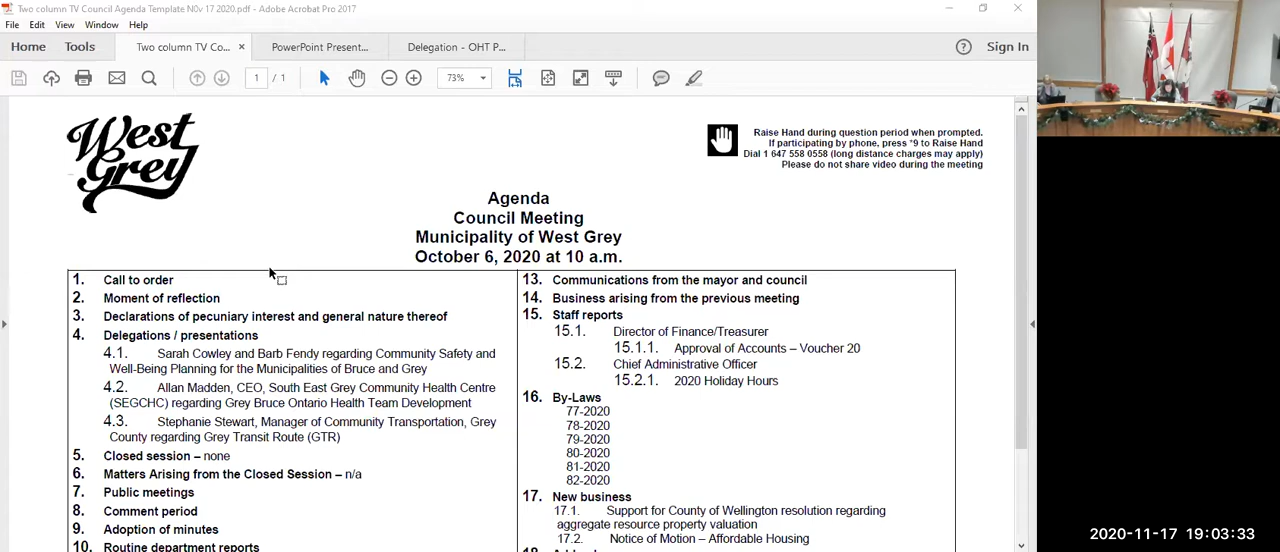 Two column TV Council Agenda Template N0v 17 2020.pdf - Adobe Acrobat Pro 2017
File Edit View Window Help
Home Tools Two column TV Co... × PowerPoint Present... Delegation - OHT P... Sign In
1 / 1 73%
West
Grey
Raise Hand during question period when prompted.
If participating by phone, press *9 to Raise Hand
Dial 1 647 558 0558 (long distance charges may apply)
Please do not share video during the meeting
Agenda
Council Meeting
Municipality of West Grey
October 6, 2020 at 10 a.m.
1. Call to order
2. Moment of reflection
3. Declarations of pecuniary interest and general nature thereof
4. Delegations / presentations
4.1. Sarah Cowley and Barb Fendy regarding Community Safety and
Well-Being Planning for the Municipalities of Bruce and Grey
4.2. Allan Madden, CEO, South East Grey Community Health Centre
(SEGCHC) regarding Grey Bruce Ontario Health Team Development
4.3. Stephanie Stewart, Manager of Community Transportation, Grey
County regarding Grey Transit Route (GTR)
5. Closed session – none
6. Matters Arising from the Closed Session – n/a
7. Public meetings
8. Comment period
9. Adoption of minutes
10. Routine department reports
13. Communications from the mayor and council
14. Business arising from the previous meeting
15. Staff reports
15.1. Director of Finance/Treasurer
15.1.1. Approval of Accounts – Voucher 20
15.2. Chief Administrative Officer
15.2.1. 2020 Holiday Hours
16. By-Laws
77-2020
78-2020
79-2020
80-2020
81-2020
82-2020
17. New business
17.1. Support for County of Wellington resolution regarding
aggregate resource property valuation
17.2. Notice of Motion – Affordable Housing
2020-11-17 19:03:33